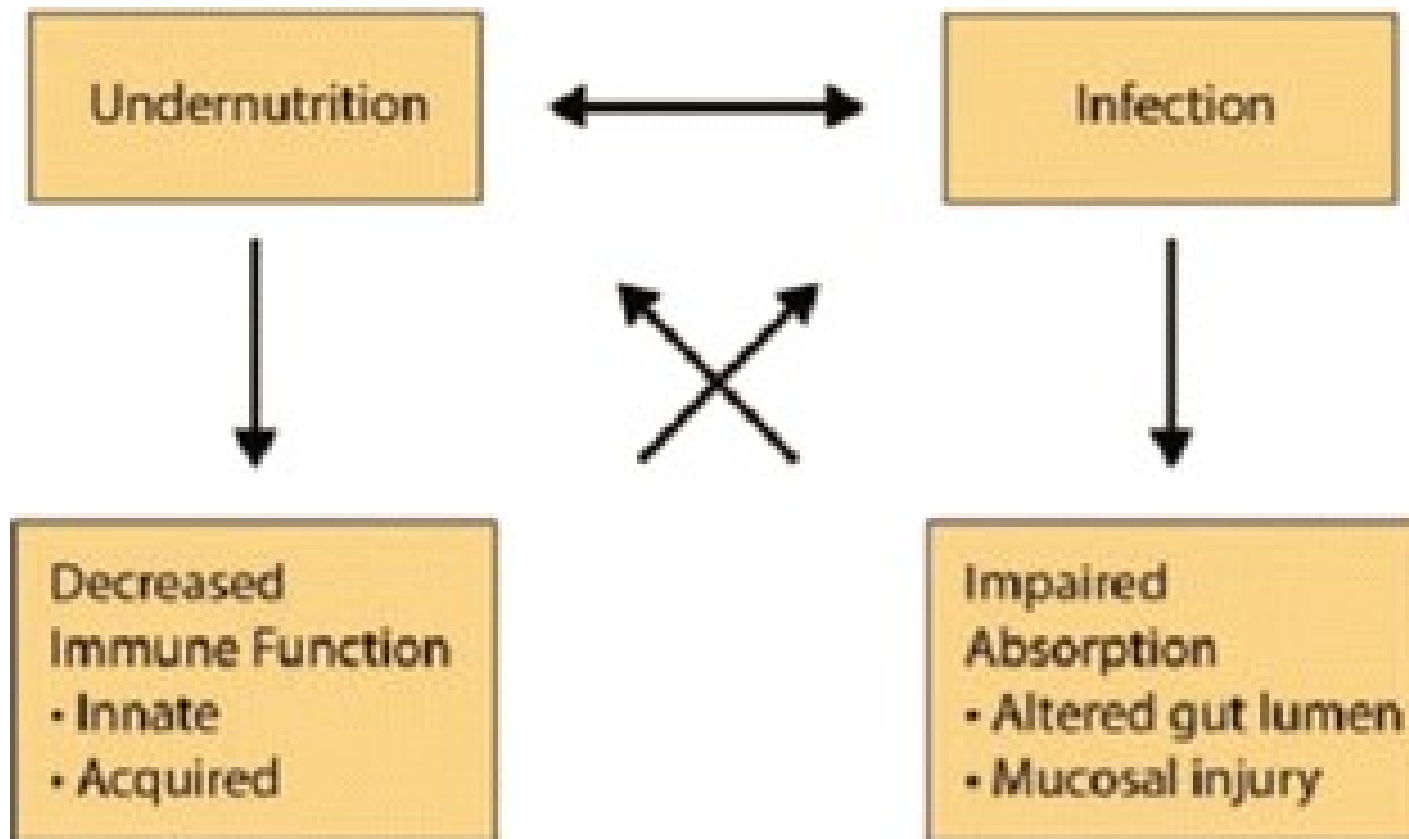 Undernutrition
Infection
Decreased
Immune Function
• Innate
• Acquired
Impaired
Absorption
• Altered gut lumen
• Mucosal injury